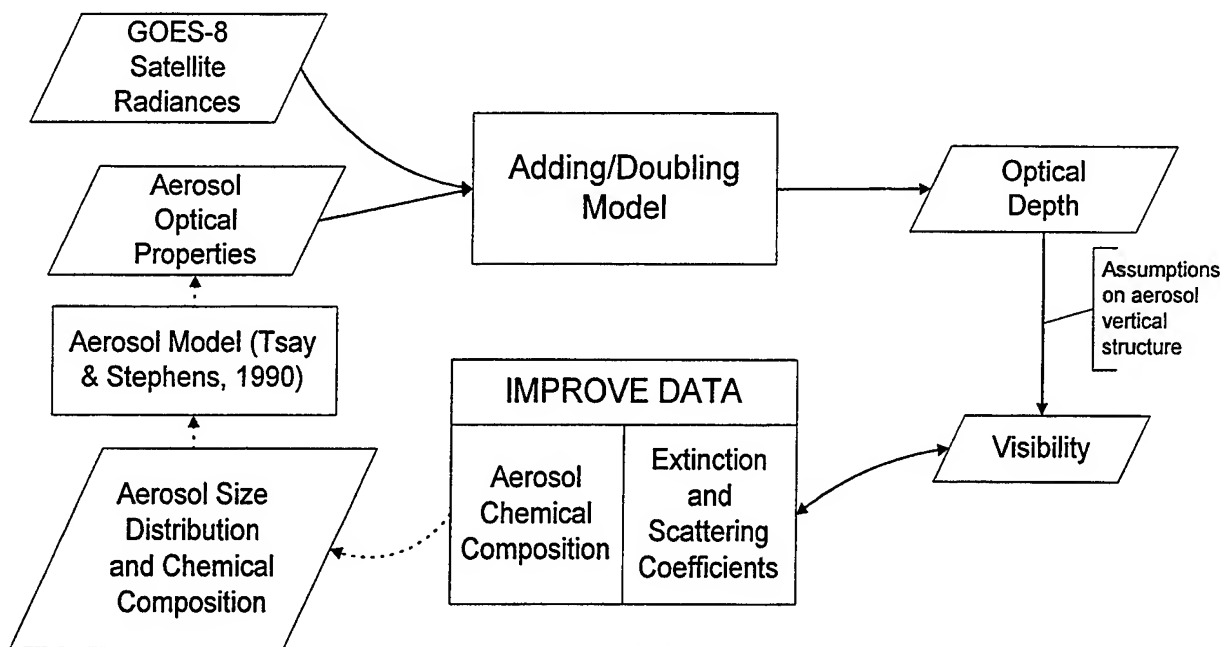 GOES-8
Satellite
Radiances
Aerosol
Optical
Properties
Adding/Doubling
Model
Optical
Depth
Assumptions
on aerosol
vertical
structure
Aerosol Model (Tsay
& Stephens, 1990)
IMPROVE DATA
Aerosol
Chemical
Composition
Extinction
and
Scattering
Coefficients
Visibility
Aerosol Size
Distribution
and Chemical
Composition